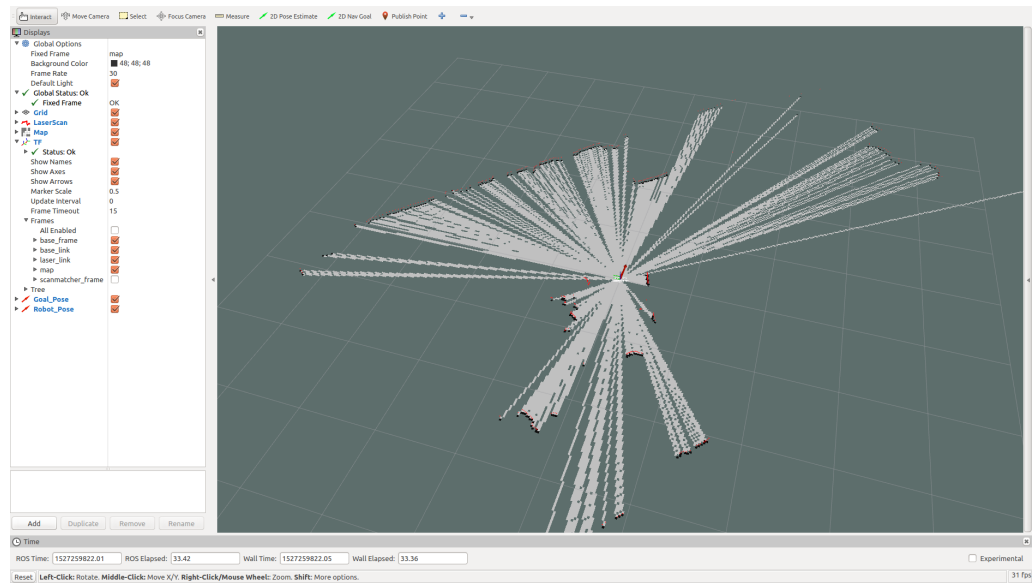 Interact Move Camera Select Focus Camera Measure 2D Pose Estimate 2D Nav Goal Publish Point
Displays
Global Options
Fixed Frame map
Background Color 48; 48; 48
Frame Rate 30
Default Light
Global Status: Ok
Fixed Frame OK
Grid
LaserScan
Map
TF
Status: Ok
Show Names
Show Axes
Show Arrows
Marker Scale 0.5
Update Interval 0
Frame Timeout 15
Frames
All Enabled
base_frame
base_link
laser_link
map
scanmatcher_frame
Tree
Goal_Pose
Robot_Pose
Add Duplicate Remove Rename
Time
ROS Time: 1527259822.01 ROS Elapsed: 33.42 Wall Time: 1527259822.05 Wall Elapsed: 33.36 Experimental
Reset Left-Click: Rotate. Middle-Click: Move X/Y. Right-Click/Mouse Wheel: Zoom. Shift: More options. 31 fps